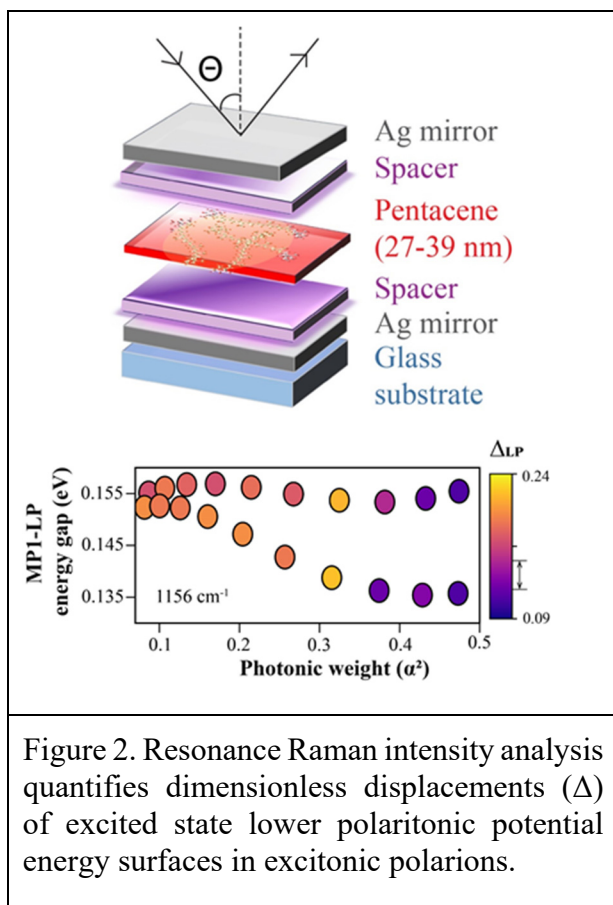 Θ
Ag mirror
Spacer
Pentacene
(27-39 nm)
Spacer
Ag mirror
Glass
substrate
ΔLP
0.24
0.09
MP1-LP
energy gap (eV)
0.155
0.145
0.135
1156 cm⁻¹
0.1 0.2 0.3 0.4 0.5
Photonic weight (α²)
Figure 2. Resonance Raman intensity analysis
quantifies dimensionless displacements (Δ)
of excited state lower polaritonic potential
energy surfaces in excitonic polarions.